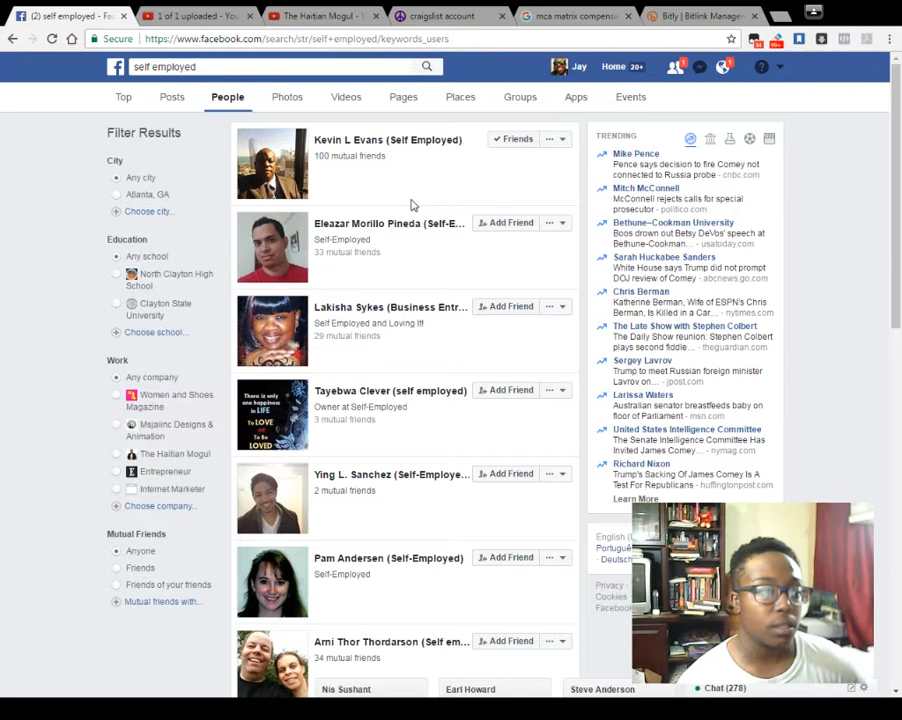 (2) self employed
1 of 1 uploaded - You
The Haitian Mogul - Yo
craigslist account
mca matrix compensa
Bitly | Bitlink Managem
Secure
https://www.facebook.com/search/str/self+employed/keywords_users
self employed
Jay
Home 20+
1
1
Top
Posts
People
Photos
Videos
Pages
Places
Groups
Apps
Events
Filter Results
City
Any city
Atlanta, GA
Choose city...
Education
Any school
North Clayton High
School
Clayton State
University
Choose school...
Work
Any company
Women and Shoes
Magazine
Msjaiinc Designs &
Animation
The Haitian Mogul
Entrepreneur
Internet Marketer
Choose company...
Mutual Friends
Anyone
Friends
Friends of your friends
Mutual friends with...
Kevin L Evans (Self Employed)
100 mutual friends
Friends
Eleazar Morillo Pineda (Self-E...
Self-Employed
33 mutual friends
Add Friend
Lakisha Sykes (Business Entr...
Self Employed and Loving It!
29 mutual friends
Add Friend
There is only
one happiness
in LIFE
To LOVE
and
To Be
LOVED
Tayebwa Clever (self employed)
Owner at Self-Employed
3 mutual friends
Add Friend
Ying L. Sanchez (Self-Employe...
2 mutual friends
Add Friend
Pam Andersen (Self-Employed)
Self-Employed
Add Friend
Arni Thor Thordarson (Self em...
34 mutual friends
Add Friend
Nis Sushant
Earl Howard
Steve Anderson
TRENDING
Mike Pence
Pence says decision to fire Comey not
connected to Russia probe - cnbc.com
Mitch McConnell
McConnell rejects calls for special
prosecutor - politico.com
Bethune–Cookman University
Boos drown out Betsy DeVos' speech at
Bethune-Cookman... - usatoday.com
Sarah Huckabee Sanders
White House says Trump did not prompt
DOJ review of Comey - abcnews.go.com
Chris Berman
Katherine Berman, Wife of ESPN's Chris
Berman, Is Killed in a Car... - nytimes.com
The Late Show with Stephen Colbert
The Daily Show reunion: Stephen Colbert
plays second fiddle... - theguardian.com
Sergey Lavrov
Trump to meet Russian foreign minister
Lavrov on... - jpost.com
Larissa Waters
Australian senator breastfeeds baby on
floor of Parliament - msn.com
United States Intelligence Committee
The Senate Intelligence Committee Has
Invited James Comey... - nymag.com
Richard Nixon
Trump's Sacking Of James Comey Is A
Test For Republicans - huffingtonpost.com
Learn More
English (
Portuguê
Deutsch
Privacy
Cookies
Facebook
Chat (278)